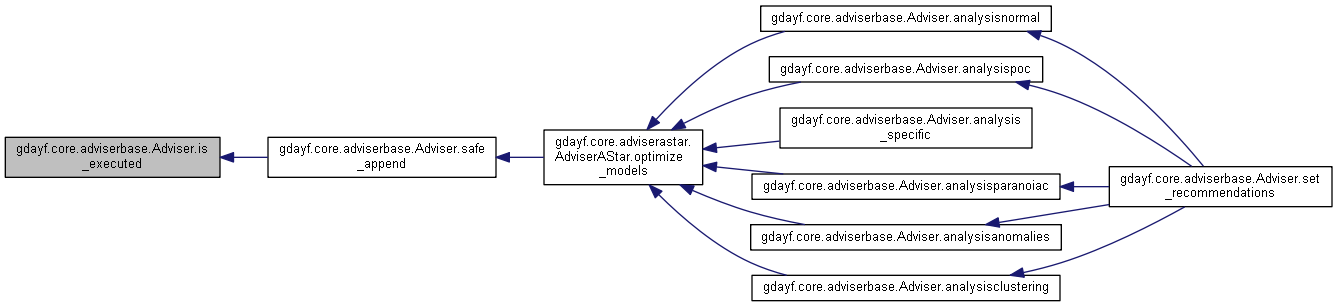 gdayf.core.adviserbase.Adviser.is
_executed
gdayf.core.adviserbase.Adviser.safe
_append
gdayf.core.adviserastar.
AdviserAStar.optimize
_models
gdayf.core.adviserbase.Adviser.analysisnormal
gdayf.core.adviserbase.Adviser.analysispoc
gdayf.core.adviserbase.Adviser.analysis
_specific
gdayf.core.adviserbase.Adviser.analysisparanoiac
gdayf.core.adviserbase.Adviser.analysisanomalies
gdayf.core.adviserbase.Adviser.analysisclustering
gdayf.core.adviserbase.Adviser.set
_recommendations